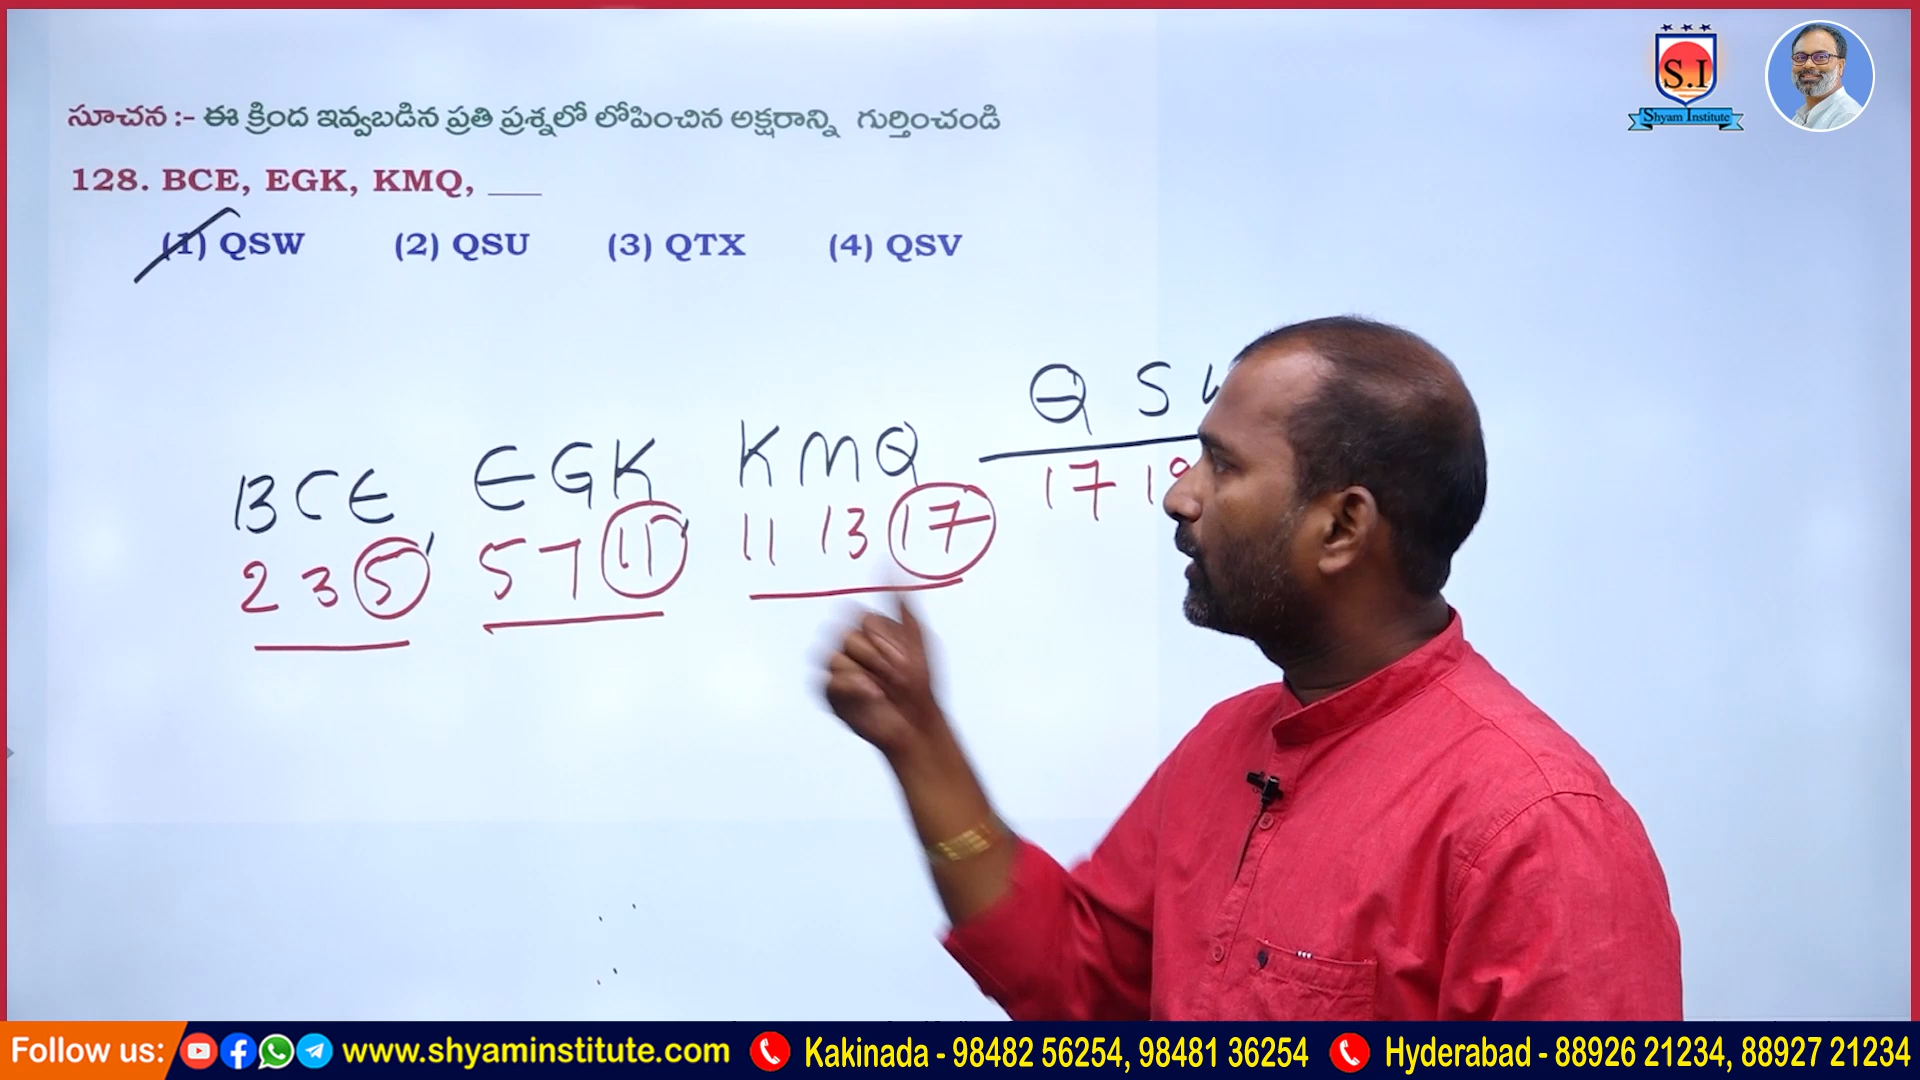 S.I
Shyam Institute
సూచన :- ఈ క్రింద ఇవ్వబడిన ప్రతి ప్రశ్నలో లోపించిన అక్షరాన్ని గుర్తించండి
128. BCE, EGK, KMQ, ___
(1) QSW (2) QSU (3) QTX (4) QSV
Q S
BCE, EGK, KMQ
17
2 3 5 5 7 11 11 13 17
Follow us: www.shyaminstitute.com Kakinada - 98482 56254, 98481 36254 Hyderabad - 88926 21234, 88927 21234